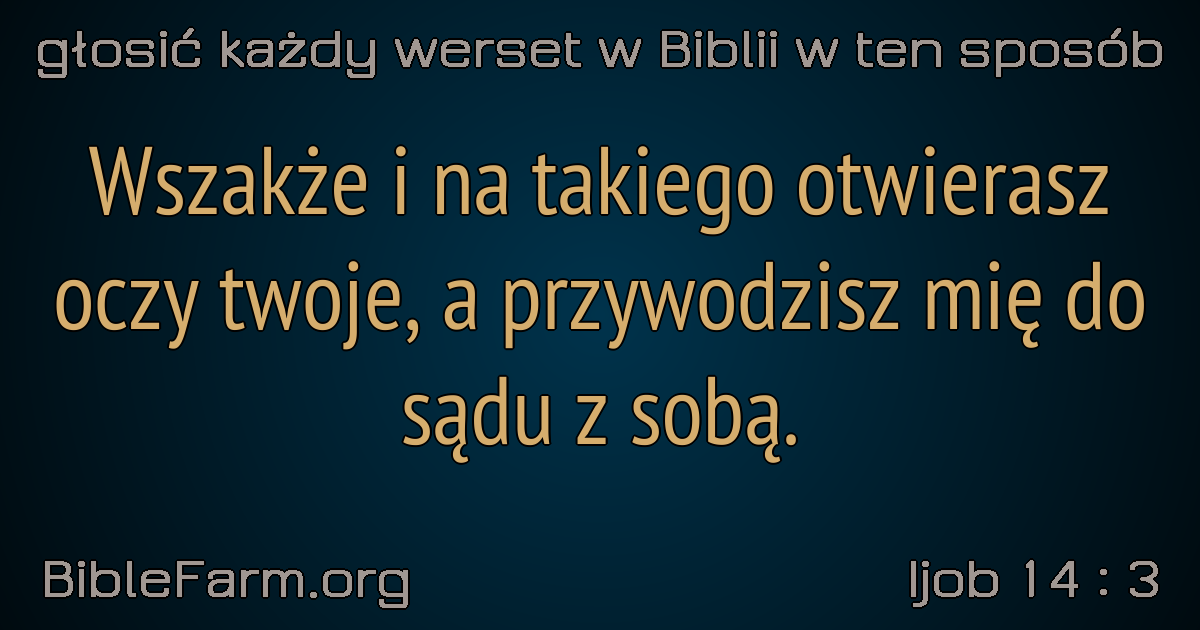 głosić każdy werset w Biblii w ten sposób
Wszakże i na takiego otwierasz
oczy twoje, a przywodzisz mię do
sądu z sobą.
BibleFarm.org
Ijob 14 : 3